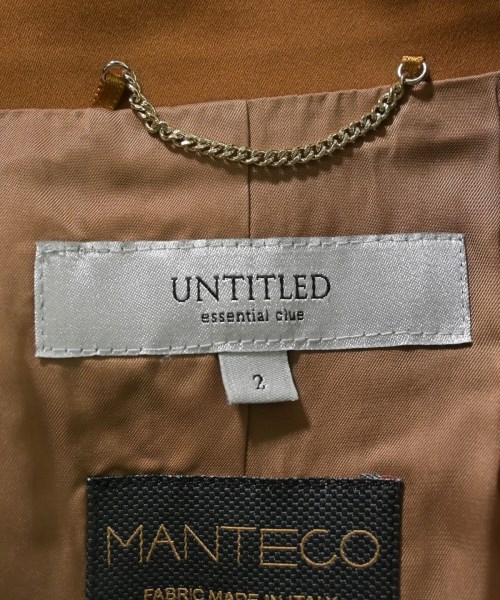 UNTITLED
essential clue
2
MANTECO
FABRIC MADE IN ITALY